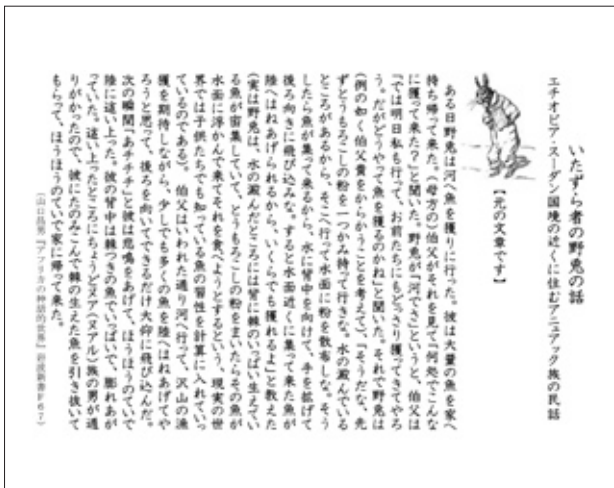 いたずら者の野兎の話
エチオピア・スーダン国境の近くに住むアニュアック族の民話
【元の文章です】
ある日野兎は河へ魚を獲りに行った。彼は大量の魚を家へ
持ち帰って来た。(母方の)伯父がそれを見て「何処でこんな
に獲って来た?」と聞いた。野兎が「河でさ」というと、伯父は
「では明日私も行って、お前たちにもどっさり獲ってきてやろ
う。だがどうやって魚を獲るのかね」と聞いた。それで野兎は
(例の如く伯父貴をからかうことを考えて)「そうだな、先
ずとうもろこしの粉を一つかみ持って行きな。水の澱んでいる
ところがあるから、そこへ行って水面に粉を散布しな。そう
したら魚が集って来るから、水に背中を向けて、手を拡げて
後ろ向きに飛び込みな。すると水面近くに集って来た魚が
陸へはねあげられるから、いくらでも獲れるよ」と教えた
(実は野兎は、水の澱んだところには背に棘のいっぱい生えてい
る魚が密集していて、とうもろこしの粉をまいたらその魚が
水面に浮かんで来てそれを食べようとするという、現実の世
界では子供たちでも知っている魚の習性を計算に入れていっ
ているのである)。伯父はいわれた通り河へ行って、沢山の漁
獲を期待しながら、少しでも多くの魚を陸へはねあげてや
ろうと思って、後ろを向いてできるだけ大仰に飛び込んだ。
次の瞬間「あチチチ」と彼は悲鳴をあげて、ほうほうのていで
陸に這い上った。彼の背中は棘つきの魚でいっぱいで、膨れあが
っていた。這い上ったところにちょうどヌア(ヌアル)族の男が通
りがかったので、彼にたのみこんで棘の生えた魚を引き抜いて
もらって、ほうほうのていで家に帰って来た。
(山口昌男『アフリカの神話的世界』岩波新書F67)